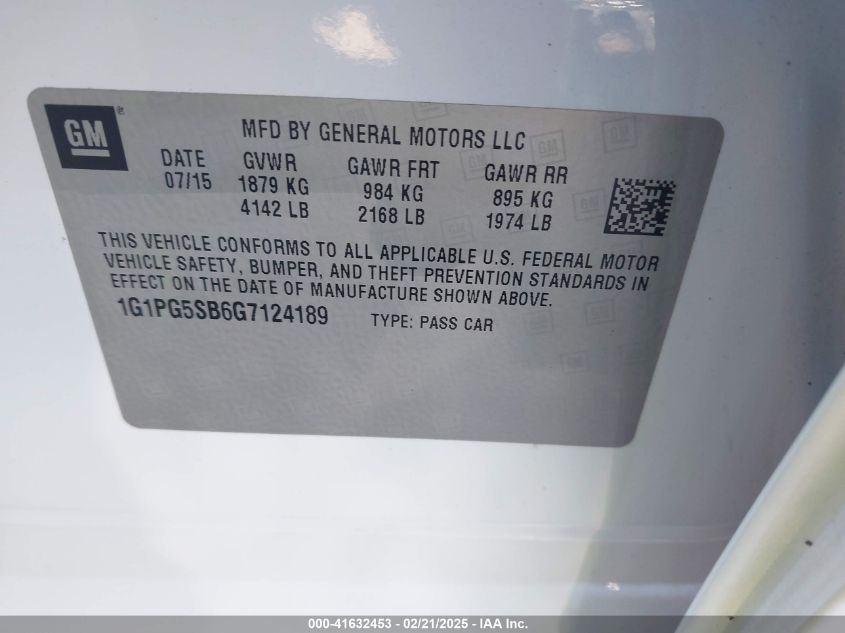 GM
MFD BY GENERAL MOTORS LLC
DATE GVWR GAWR FRT GAWR RR
07/15 1879 KG 984 KG 895 KG
4142 LB 2168 LB 1974 LB
THIS VEHICLE CONFORMS TO ALL APPLICABLE U.S. FEDERAL MOTOR
VEHICLE SAFETY, BUMPER, AND THEFT PREVENTION STANDARDS IN
EFFECT ON THE DATE OF MANUFACTURE SHOWN ABOVE.
1G1PG5SB6G7124189 TYPE: PASS CAR
000-41632453 - 02/21/2025 - IAA Inc.